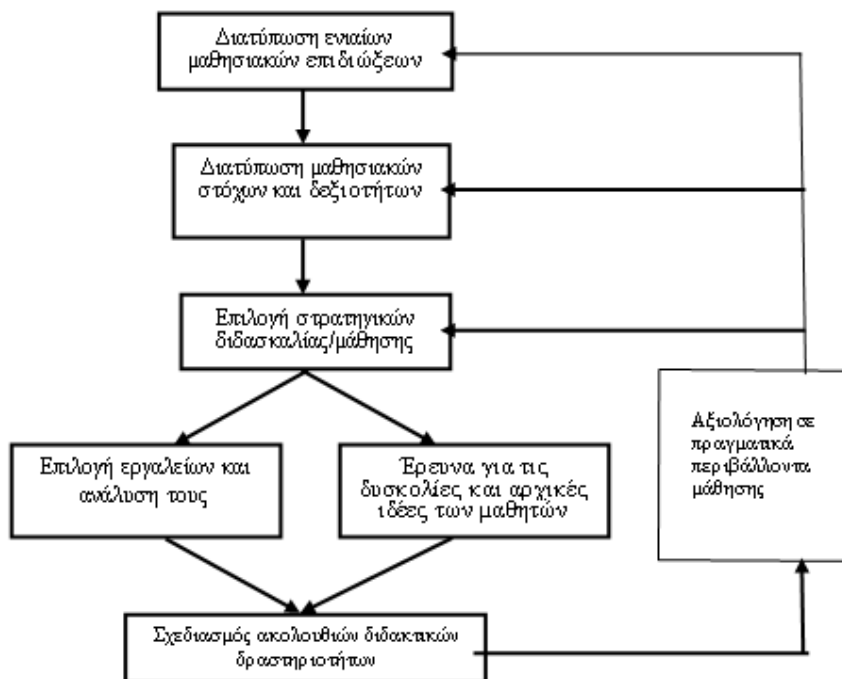 Διατύπωση ενιαίων
μαθησιακών επιδιώξεων
Διατύπωση μαθησιακών
στόχων και δεξιοτήτων
Επιλογή στρατηγικών
διδασκαλίας/μάθησης
Επιλογή εργαλείων και
ανάλυση τους
Έρευνα για τις
δυσκολίες και αρχικές
ιδέες των μαθητών
Αξιολόγηση σε
πραγματικά
περιβάλλοντα
μάθησης
Σχεδιασμός ακολουθιών διδακτικών
δραστηριοτήτων